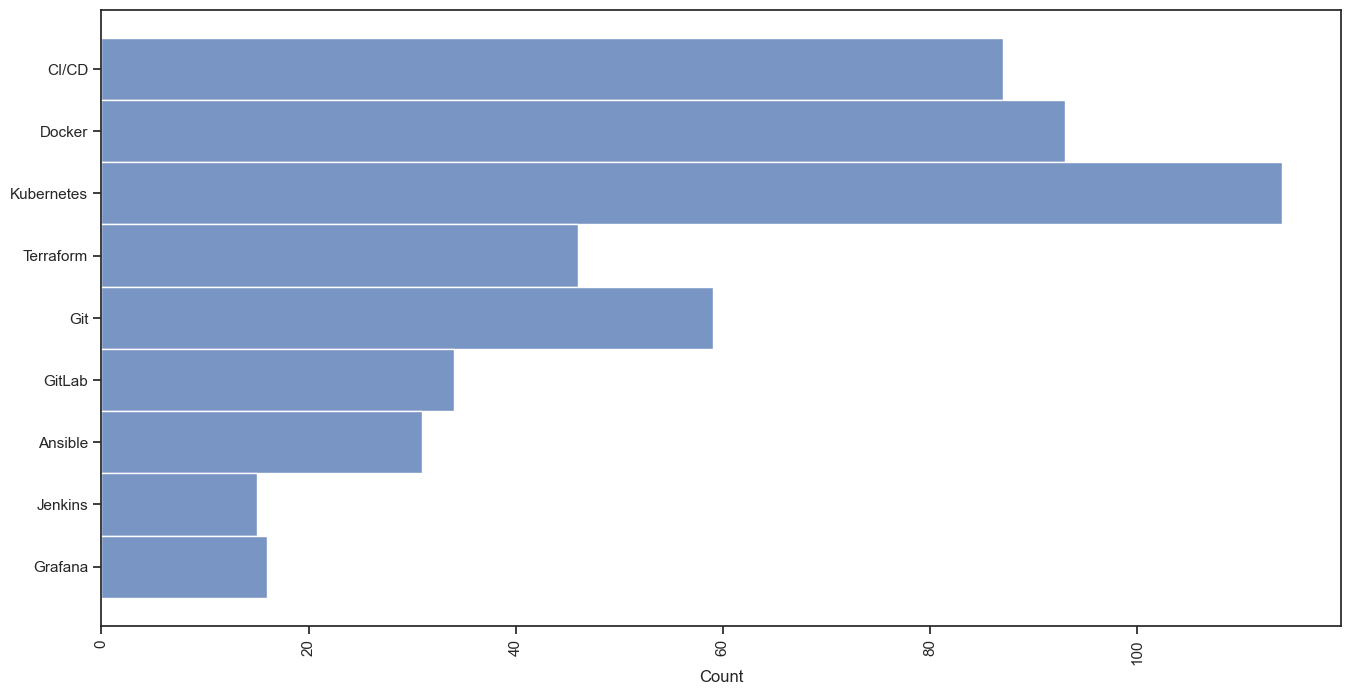 CI/CD
Docker
Kubernetes
Terraform
Git
GitLab
Ansible
Jenkins
Grafana
0
20
40
60
80
100
Count